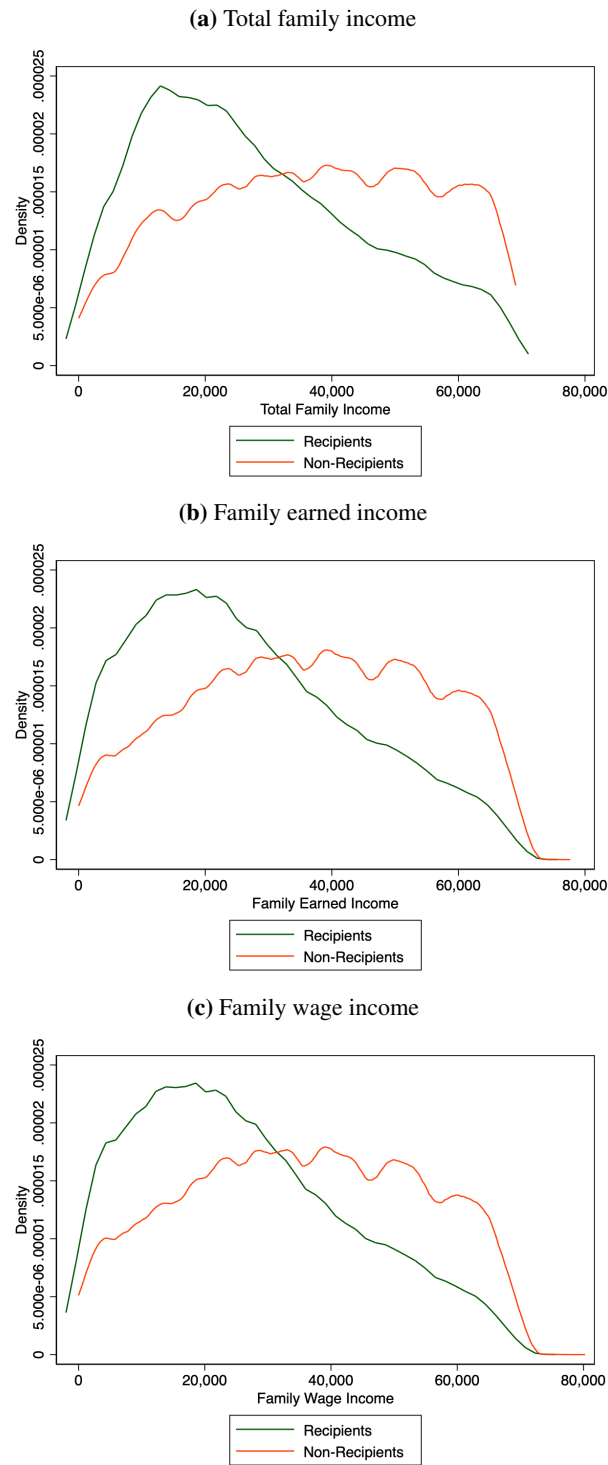 (a) Total family income
Density
0
5.000e-06
.00001
.000015
.00002
.000025
0
20,000
40,000
60,000
80,000
Total Family Income
Recipients
Non-Recipients
(b) Family earned income
Density
0
5.000e-06
.00001
.000015
.00002
.000025
0
20,000
40,000
60,000
80,000
Family Earned Income
Recipients
Non-Recipients
(c) Family wage income
Density
0
5.000e-06
.00001
.000015
.00002
.000025
0
20,000
40,000
60,000
80,000
Family Wage Income
Recipients
Non-Recipients